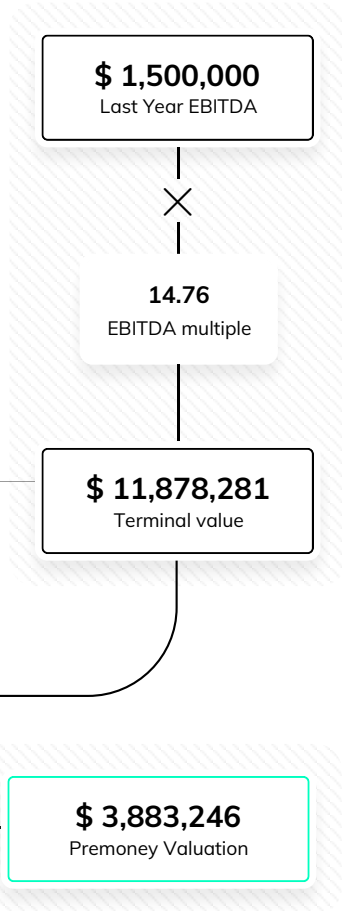 $ 1,500,000
Last Year EBITDA
14.76
EBITDA multiple
$ 11,878,281
Terminal value
$ 3,883,246
Premoney Valuation